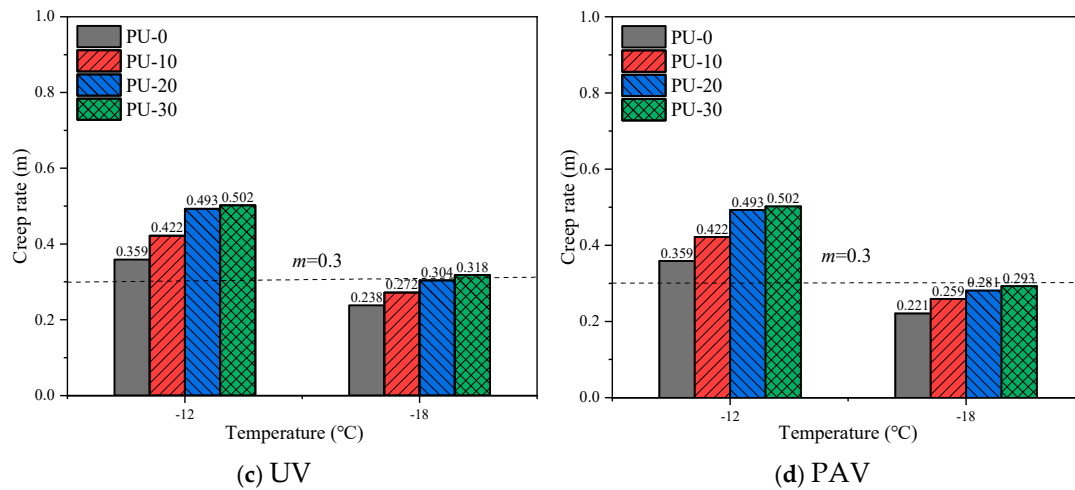 1.0
0.8
0.6
0.4
0.2
0.0
Creep rate (m)
PU-0
PU-10
PU-20
PU-30
0.359
0.422
0.493
0.502
m=0.3
0.238
0.272
0.304
0.318
-12
-18
Temperature (℃)
(c) UV
1.0
0.8
0.6
0.4
0.2
0.0
Creep rate (m)
PU-0
PU-10
PU-20
PU-30
0.359
0.422
0.493
0.502
m=0.3
0.221
0.259
0.281
0.293
-12
-18
Temperature (℃)
(d) PAV